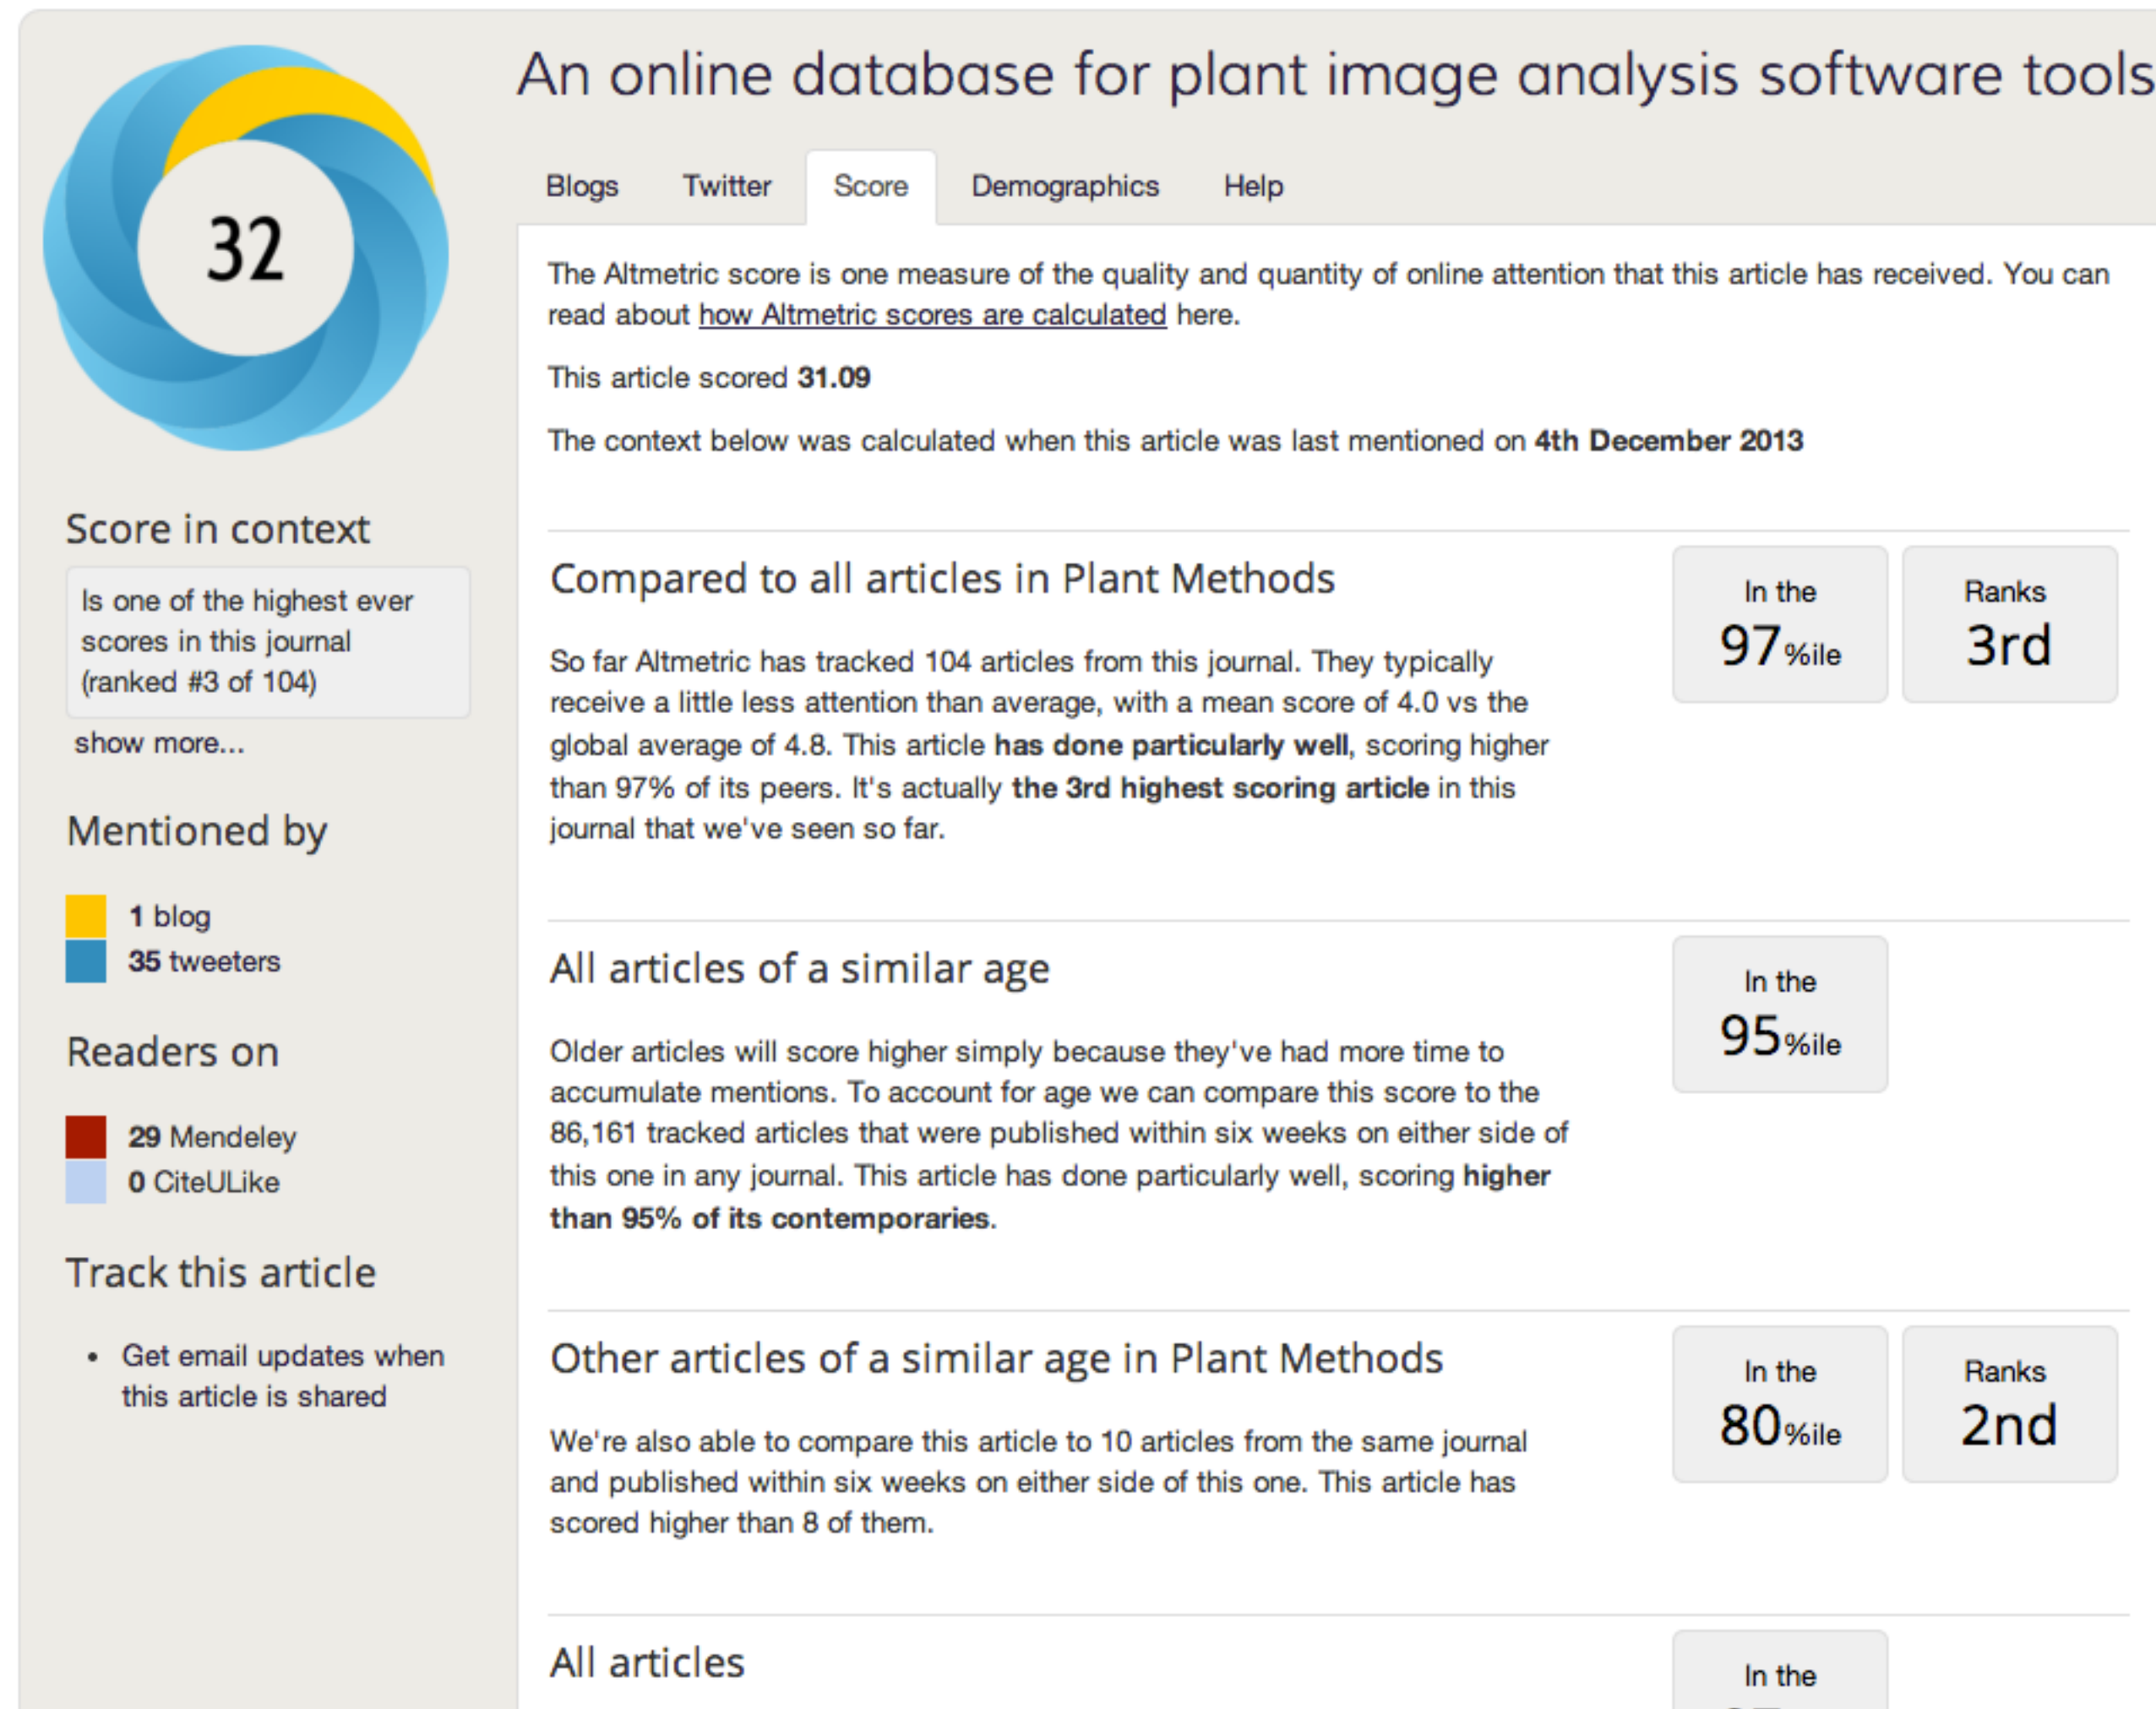 An online database for plant image analysis software tools
32
Blogs Twitter Score Demographics Help
The Altmetric score is one measure of the quality and quantity of online attention that this article has received. You can
read about how Altmetric scores are calculated here.
This article scored 31.09
The context below was calculated when this article was last mentioned on 4th December 2013
Score in context
Is one of the highest ever
scores in this journal
(ranked #3 of 104)
show more...
Mentioned by
1 blog
35 tweeters
Readers on
29 Mendeley
0 CiteULike
Track this article
• Get email updates when
this article is shared
Compared to all articles in Plant Methods
So far Altmetric has tracked 104 articles from this journal. They typically
receive a little less attention than average, with a mean score of 4.0 vs the
global average of 4.8. This article has done particularly well, scoring higher
than 97% of its peers. It's actually the 3rd highest scoring article in this
journal that we've seen so far.
In the
97%ile
Ranks
3rd
All articles of a similar age
Older articles will score higher simply because they've had more time to
accumulate mentions. To account for age we can compare this score to the
86,161 tracked articles that were published within six weeks on either side of
this one in any journal. This article has done particularly well, scoring higher
than 95% of its contemporaries.
In the
95%ile
Other articles of a similar age in Plant Methods
We're also able to compare this article to 10 articles from the same journal
and published within six weeks on either side of this one. This article has
scored higher than 8 of them.
In the
80%ile
Ranks
2nd
All articles
In the